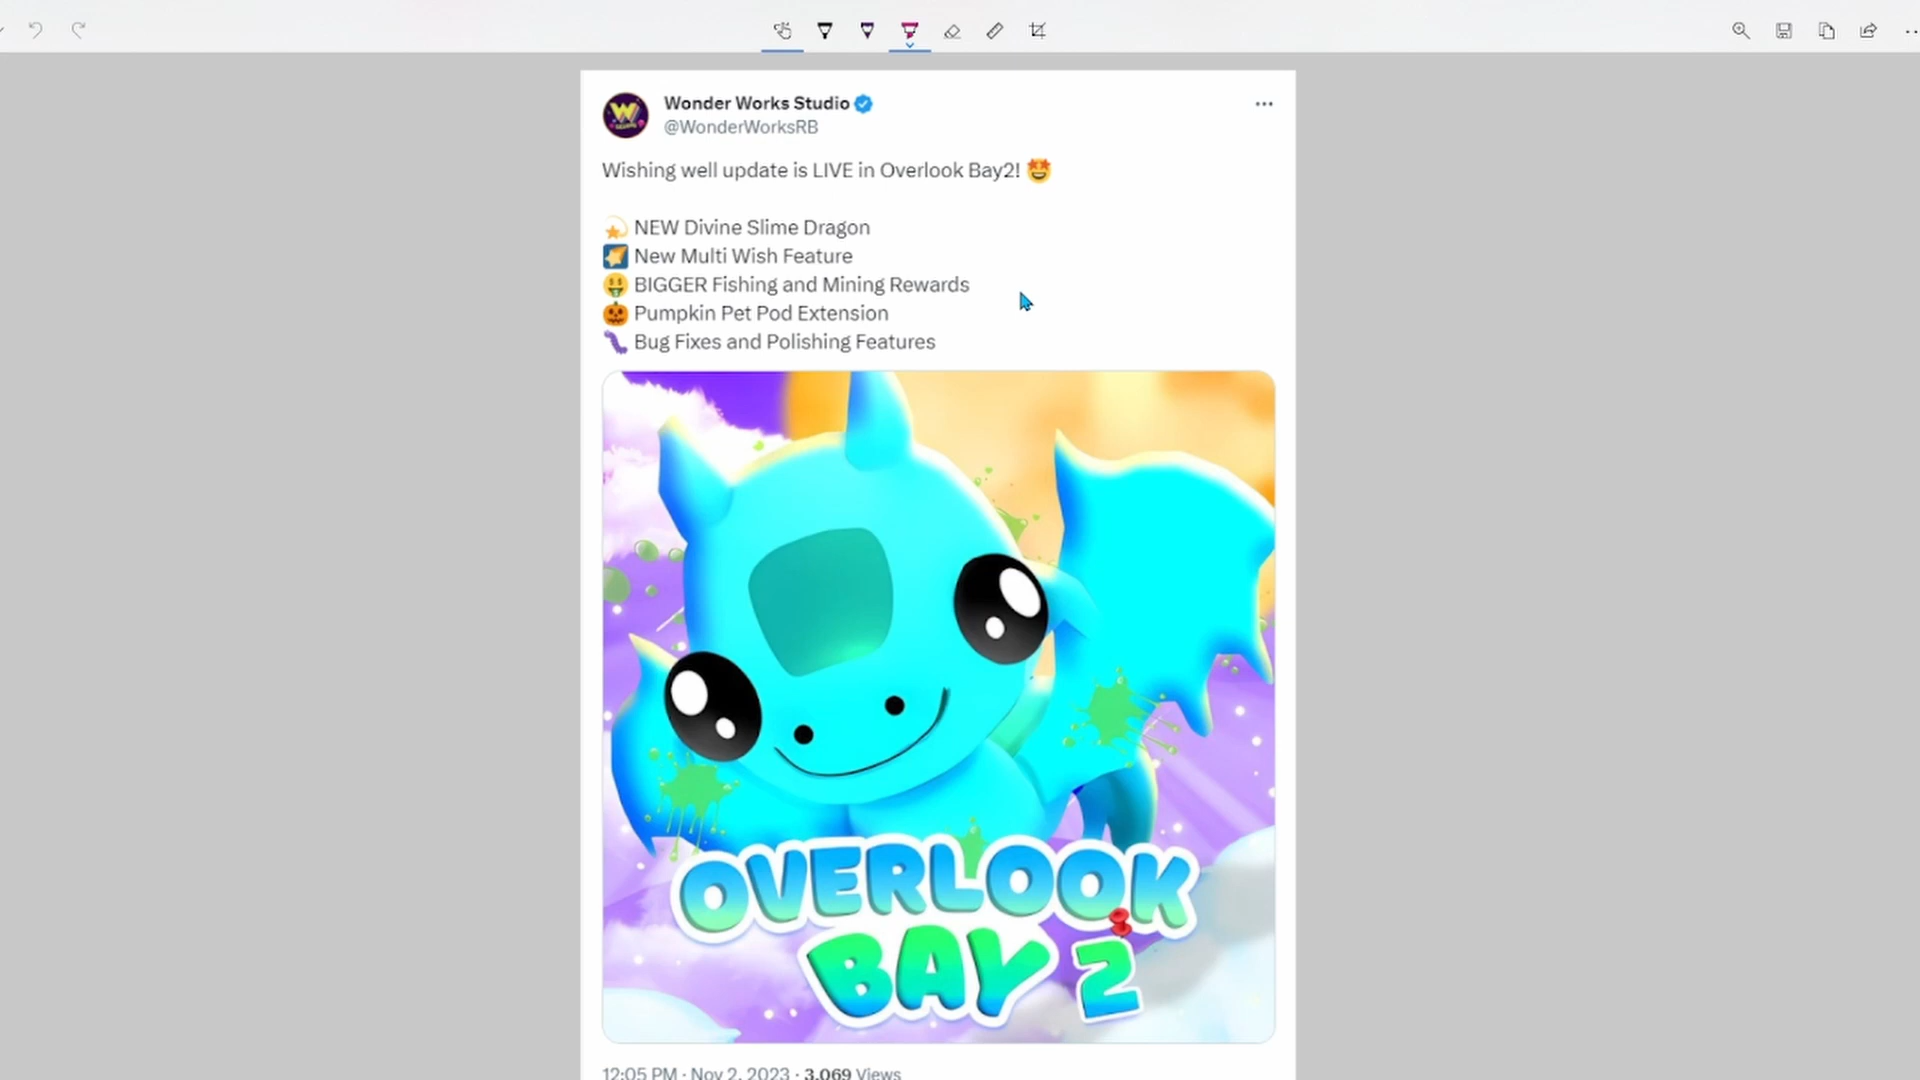 Wonder Works Studio
@WonderWorksRB
Wishing well update is LIVE in Overlook Bay2! 🤩
💫 NEW Divine Slime Dragon
🌠 New Multi Wish Feature
🤑 BIGGER Fishing and Mining Rewards
🎃 Pumpkin Pet Pod Extension
🐛 Bug Fixes and Polishing Features
OVERLOOK
BAY 2
12:05 PM · Nov 2, 2023 · 3,069 Views